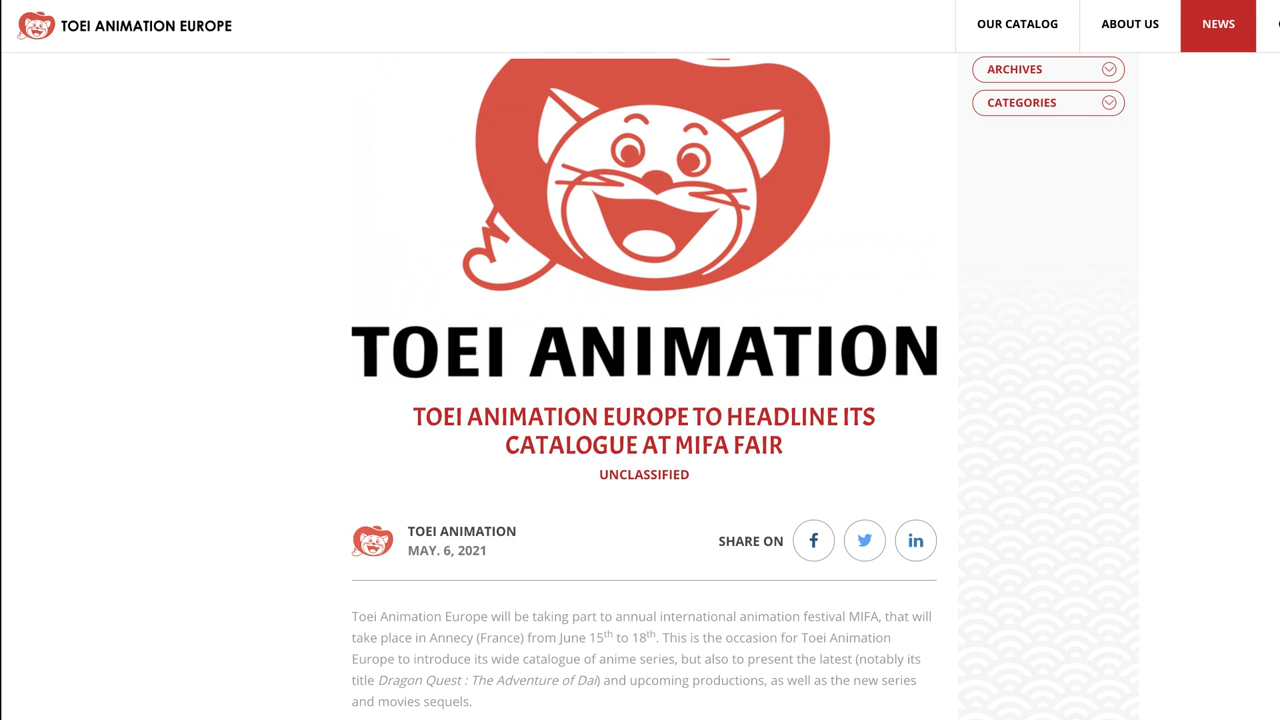 TOEI ANIMATION EUROPE
OUR CATALOG
ABOUT US
NEWS
ARCHIVES
CATEGORIES
TOEI ANIMATION
TOEI ANIMATION EUROPE TO HEADLINE ITS
CATALOGUE AT MIFA FAIR
UNCLASSIFIED
TOEI ANIMATION
MAY. 6, 2021
SHARE ON
Toei Animation Europe will be taking part to annual international animation festival MIFA, that will
take place in Annecy (France) from June 15th to 18th. This is the occasion for Toei Animation
Europe to introduce its wide catalogue of anime series, but also to present the latest (notably its
title Dragon Quest : The Adventure of Daï) and upcoming productions, as well as the new series
and movies sequels.